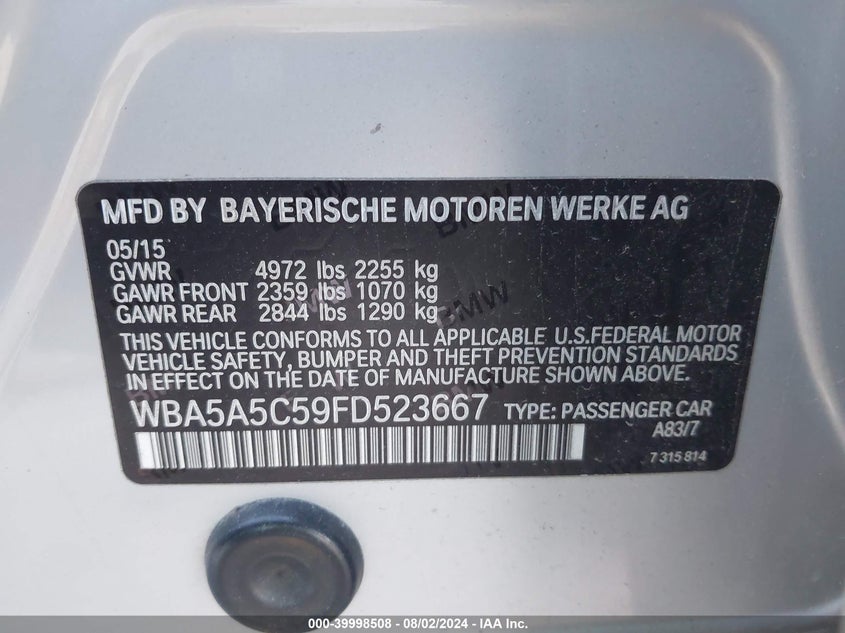 MFD BY BAYERISCHE MOTOREN WERKE AG
05/15
GVWR 4972 lbs 2255 kg
GAWR FRONT 2359 lbs 1070 kg
GAWR REAR 2844 lbs 1290 kg
THIS VEHICLE CONFORMS TO ALL APPLICABLE U.S.FEDERAL MOTOR
VEHICLE SAFETY, BUMPER AND THEFT PREVENTION STANDARDS
IN EFFECT ON THE DATE OF MANUFACTURE SHOWN ABOVE.
WBA5A5C59FD523667 TYPE: PASSENGER CAR
A83/7
7 315 814
BMW
000-39998508 - 08/02/2024 - IAA Inc.